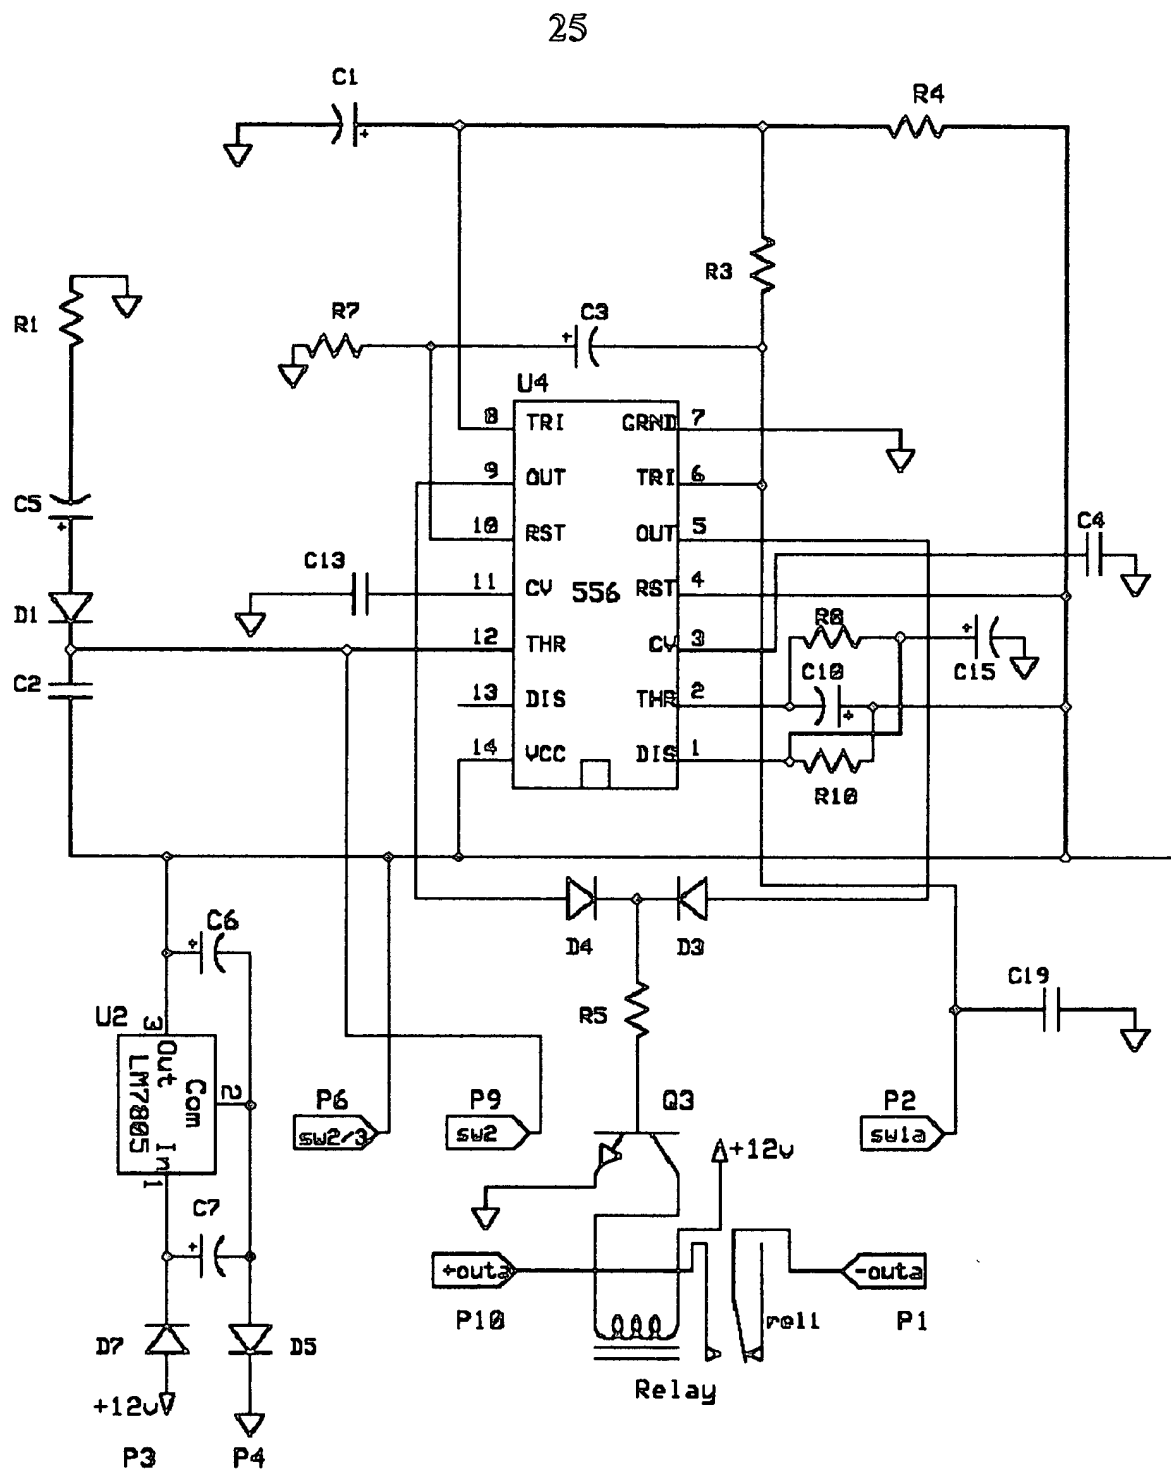 25
C1
R4
R3
R1
R7
+ C3
U4
8 TRI GRND 7
9 OUT TRI 6
C5
10 RST OUT 5
C4
C13
11 CV 556 RST 4
D1
12 THR CV 3
R8
C15
C2
C10
13 DIS THR 2
14 VCC DIS 1
R10
C6
D4 D3
C19
U2
R5
3 Out
LM7805
Com 2
In 1
P6
sw2/3
P9
sw2
Q3
P2
sw1a
+12v
C7
+outa
-outa
P10
rel1
P1
D7
D5
Relay
+12v
P3
P4